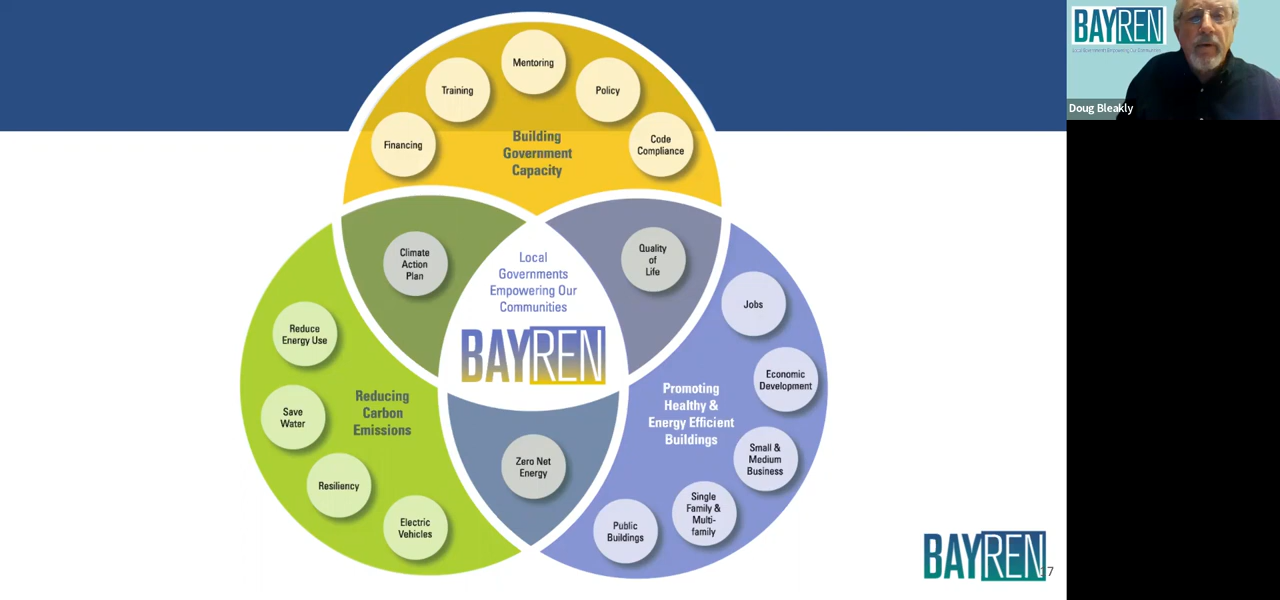 Mentoring
Training
Policy
Financing
Building
Government
Capacity
Code
Compliance
Climate
Action
Plan
Local
Governments
Empowering Our
Communities
BAYREN
Quality
of
Life
Reduce
Energy Use
Save
Water
Resiliency
Electric
Vehicles
Reducing
Carbon
Emissions
Zero Net
Energy
Promoting
Healthy &
Energy Efficient
Buildings
Jobs
Economic
Development
Small &
Medium
Business
Single
Family &
Multi-
family
Public
Buildings
BAYREN
BAYREN
Doug Bleakly